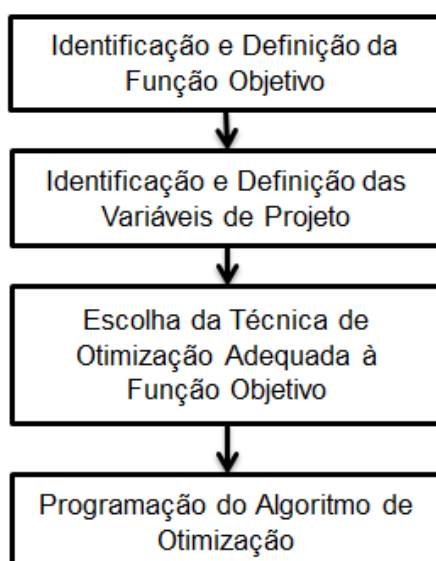 Identificação e Definição da
Função Objetivo
Identificação e Definição das
Variáveis de Projeto
Escolha da Técnica de
Otimização Adequada à
Função Objetivo
Programação do Algoritmo de
Otimização